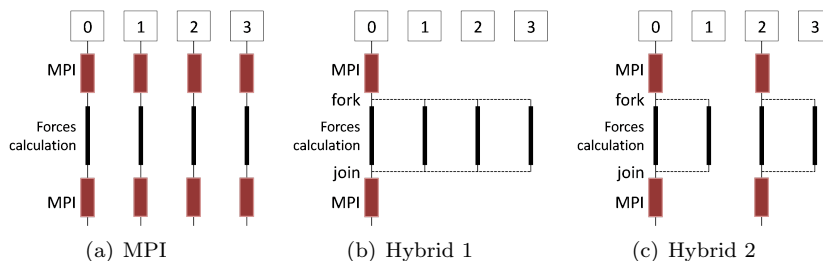 0 1 2 3
MPI
Forces
calculation
MPI
(a) MPI
0 1 2 3
MPI
fork
Forces
calculation
join
MPI
(b) Hybrid 1
0 1 2 3
MPI
fork
Forces
calculation
join
MPI
(c) Hybrid 2